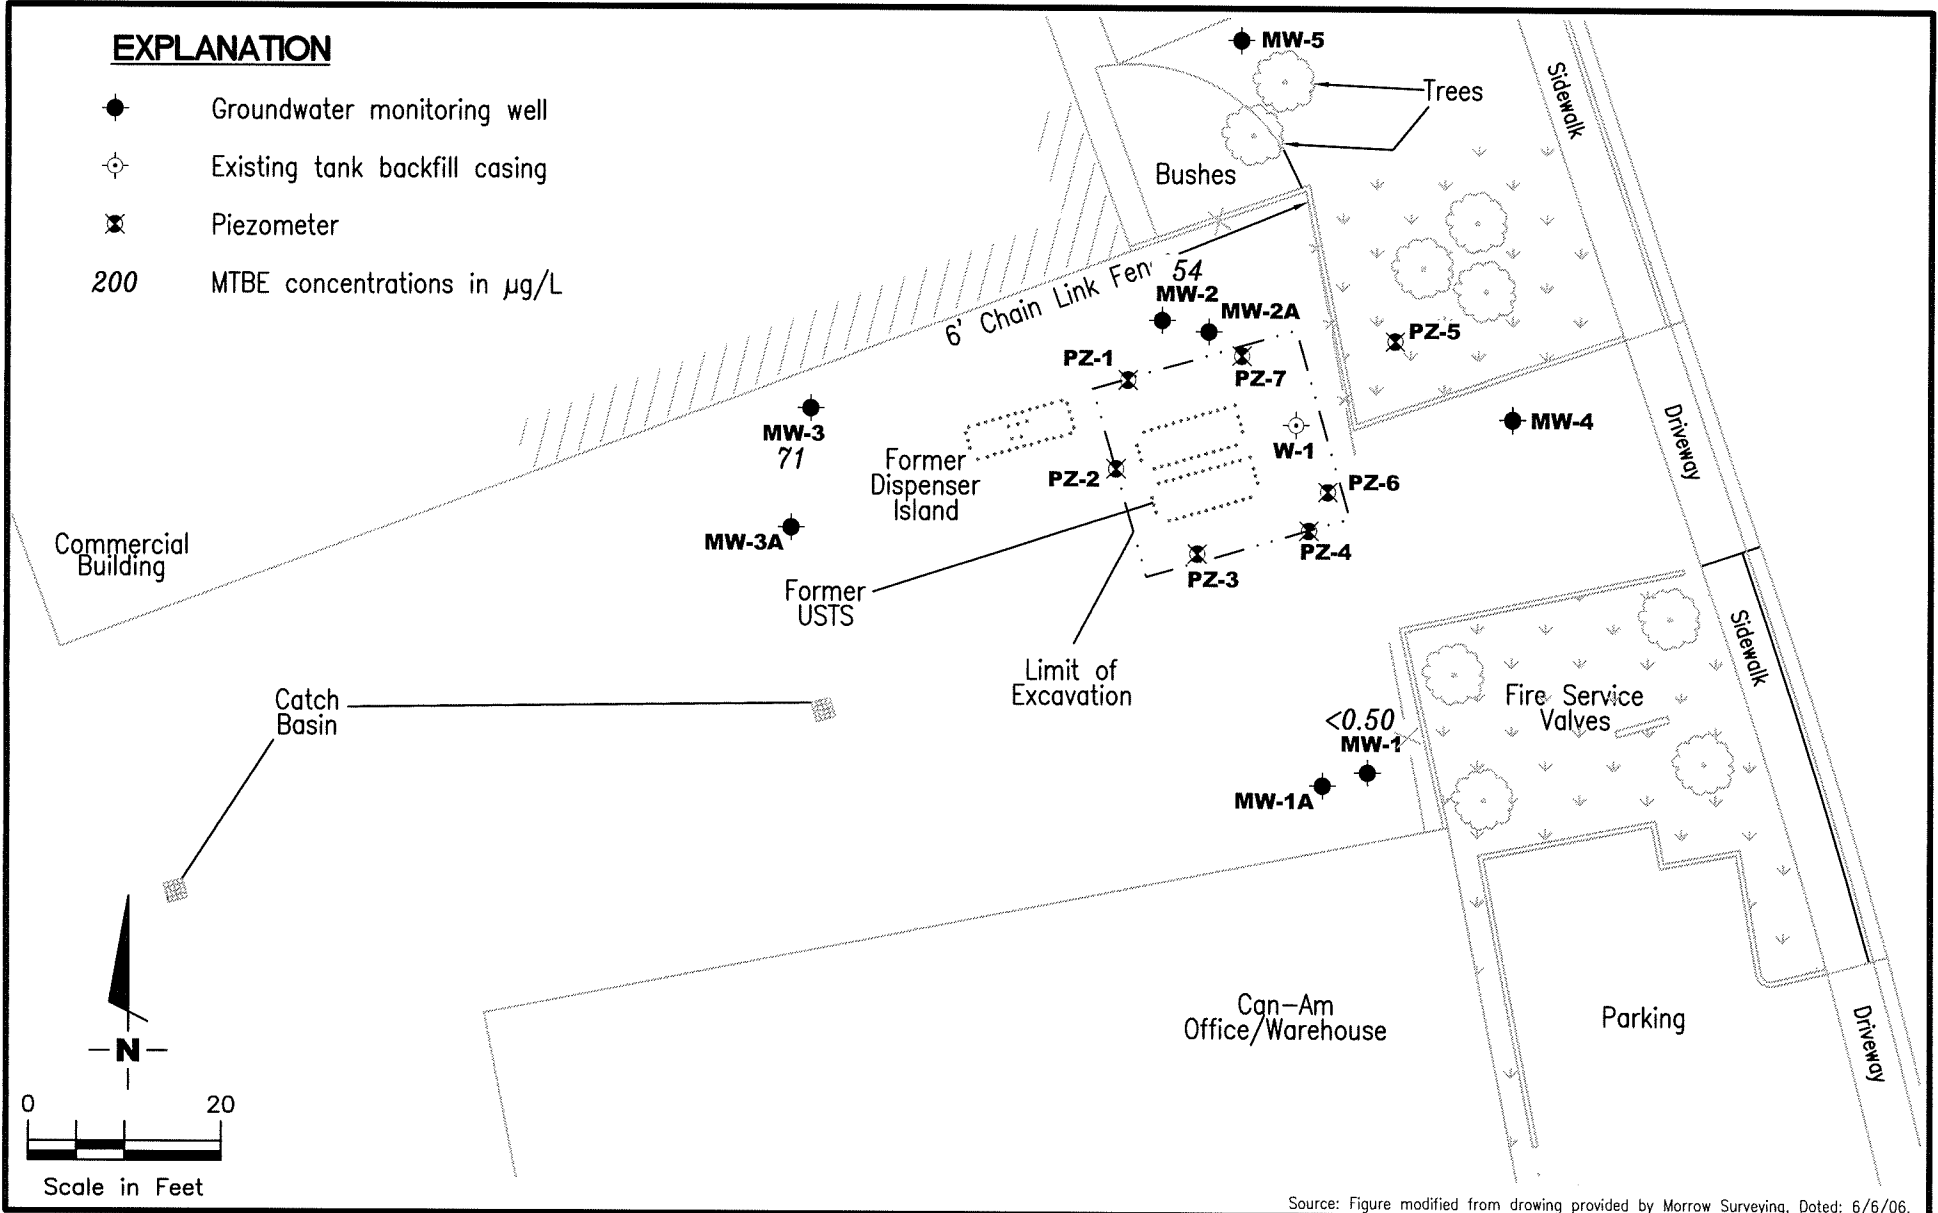 EXPLANATION
Groundwater monitoring well
Existing tank backfill casing
Piezometer
200 MTBE concentrations in µg/L
MW-5
Trees
Sidewalk
Bushes
6' Chain Link Fen
54
MW-2
MW-2A
PZ-1
PZ-7
PZ-5
MW-3
71
MW-4
Driveway
W-1
Former
Dispenser
Island
PZ-2
PZ-6
MW-3A
PZ-4
PZ-3
Commercial
Building
Former
USTS
Limit of
Excavation
Sidewalk
Catch
Basin
Fire Service
Valves
<0.50
MW-1
MW-1A
Can-Am
Office/Warehouse
Parking
Driveway
N
0 20
Scale in Feet
Source: Figure modified from drowing provided by Morrow Surveying, Doted: 6/6/06.